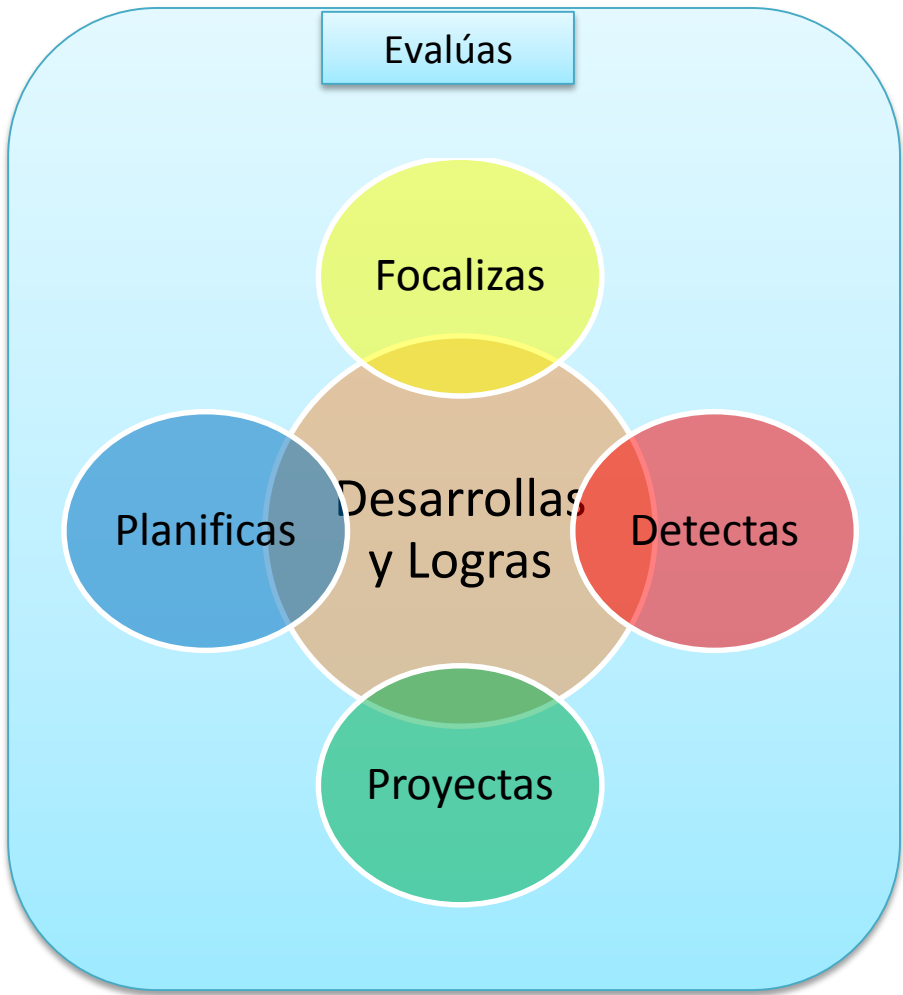 Evalúas
Focalizas
Planificas
Desarrollas
y Logras
Detectas
Proyectas